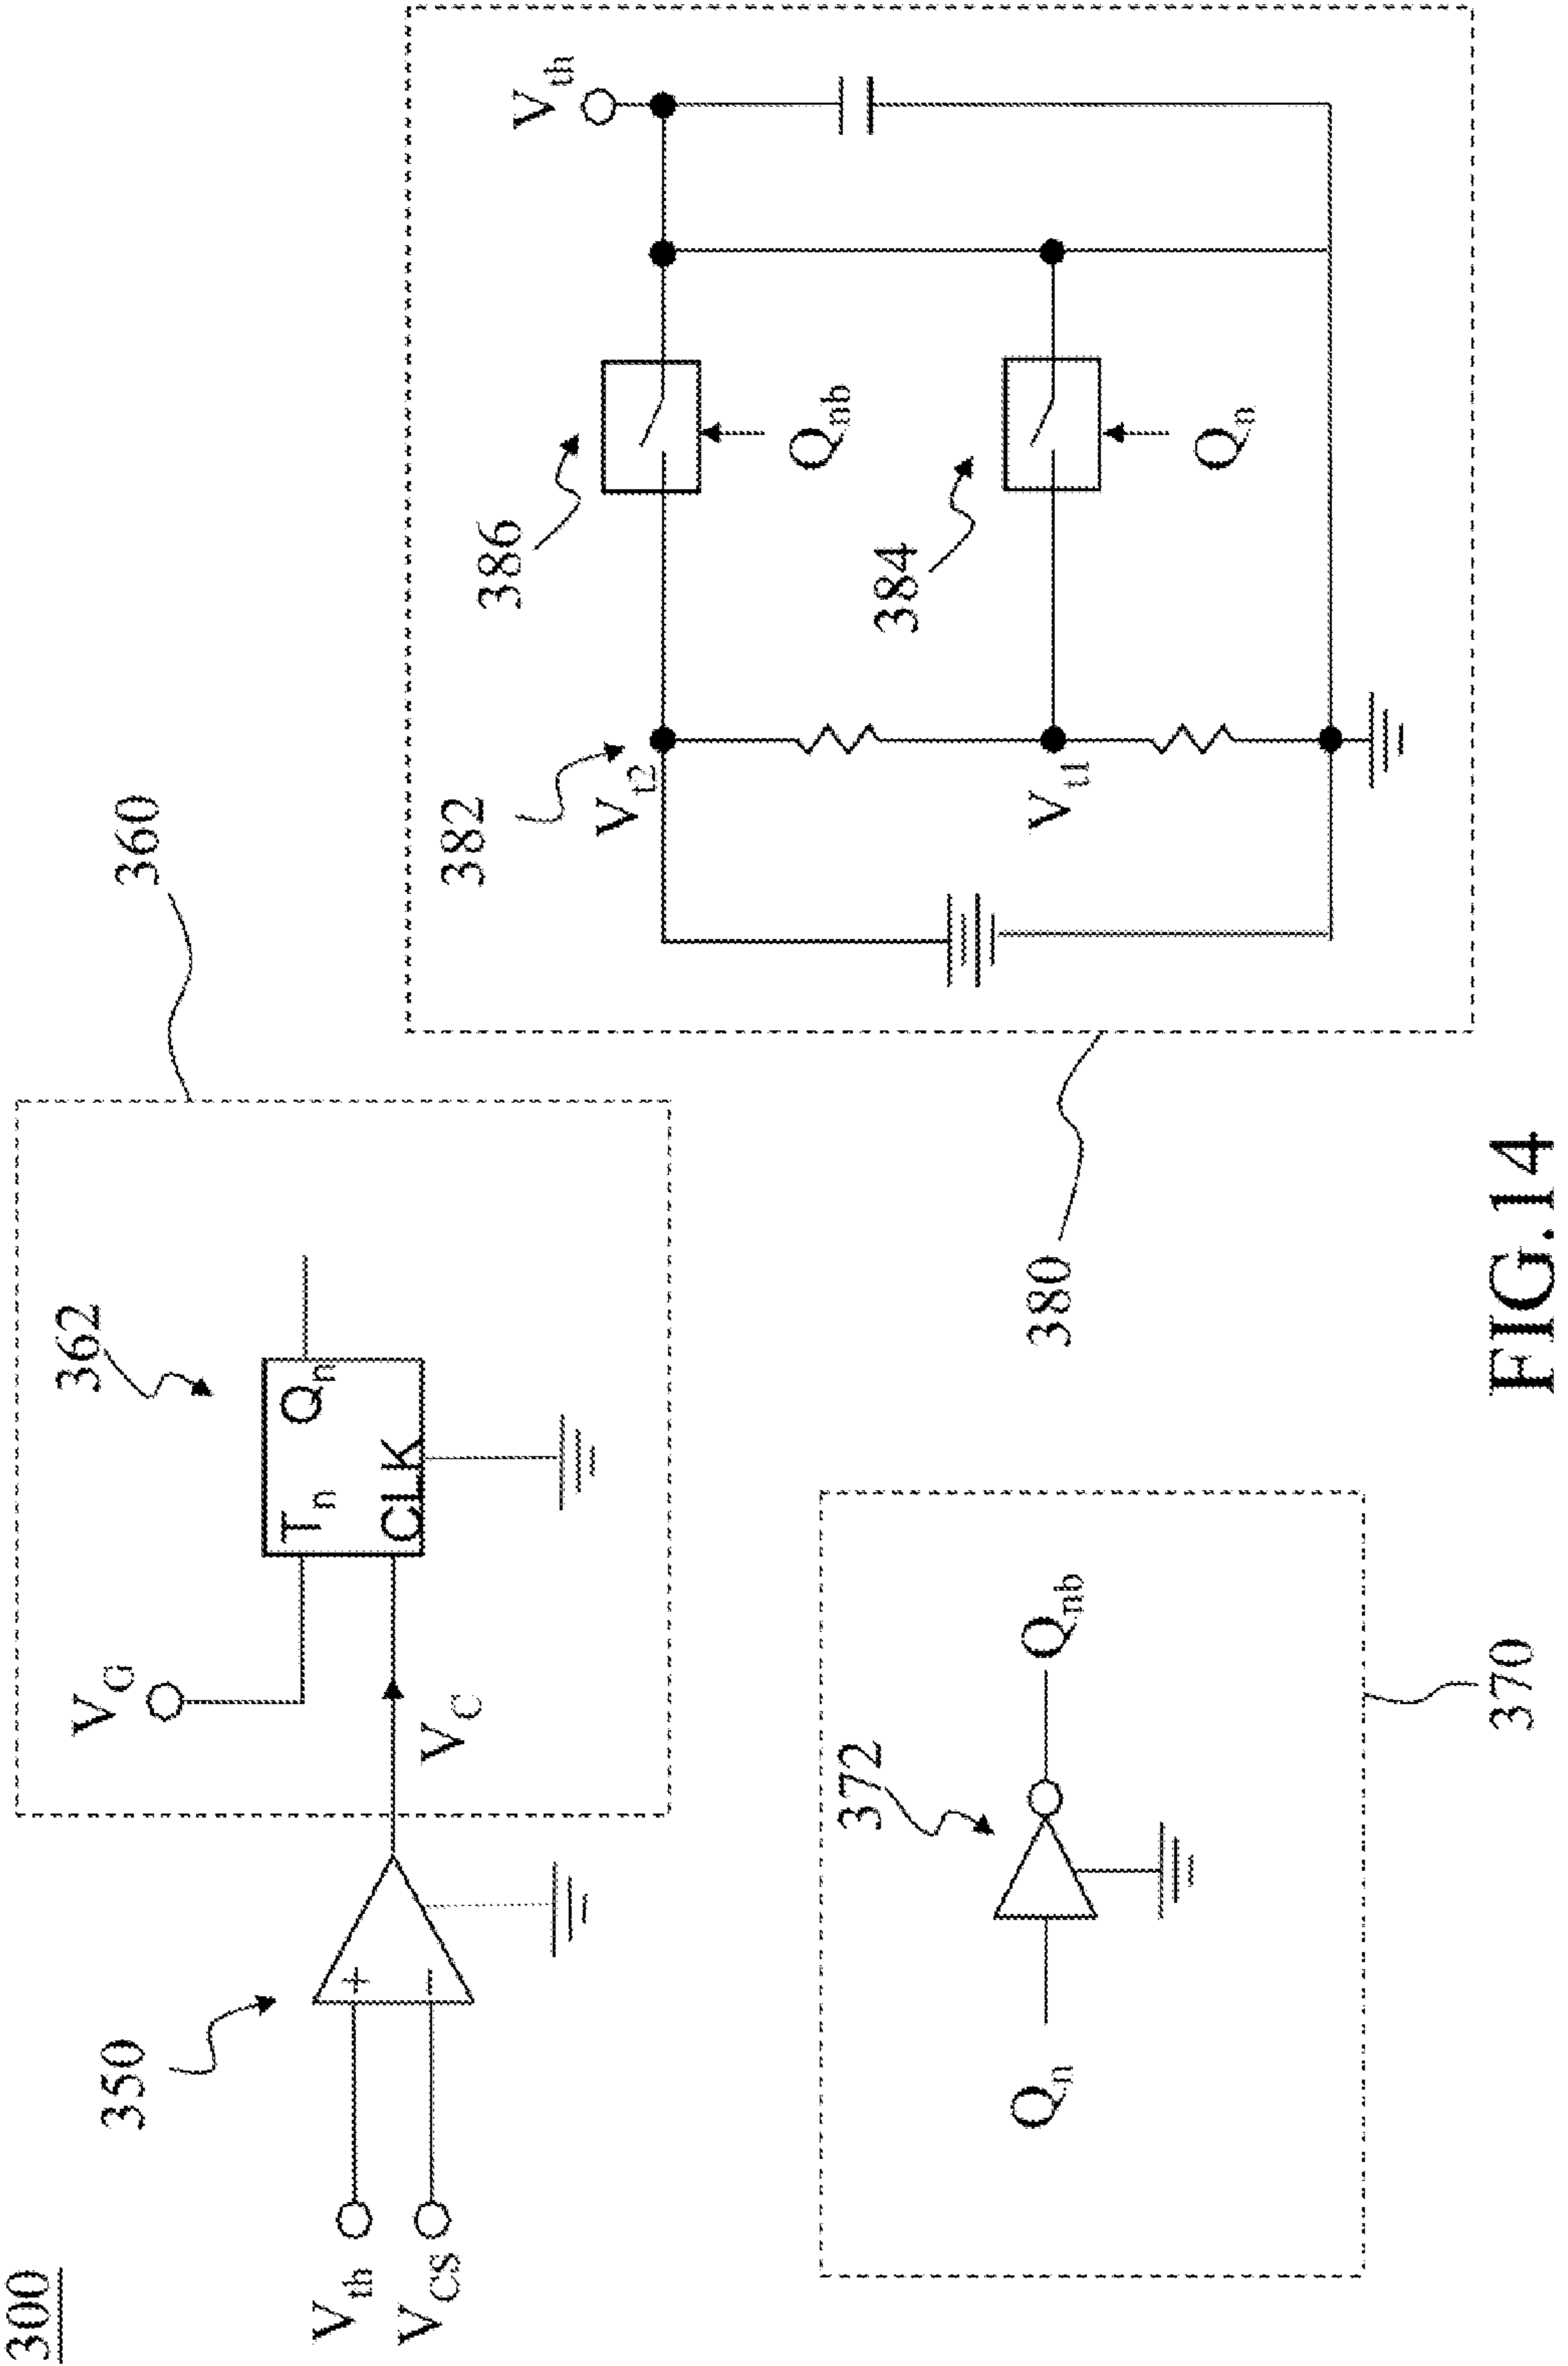 300
350
V_th
V_CS
V_C
V_G
360
362
T_n
Q_n
CLK
370
372
Q_n
Q_nb
380
382
V_t2
V_t1
386
Q_nb
384
Q_n
V_th
+
−
FIG.14